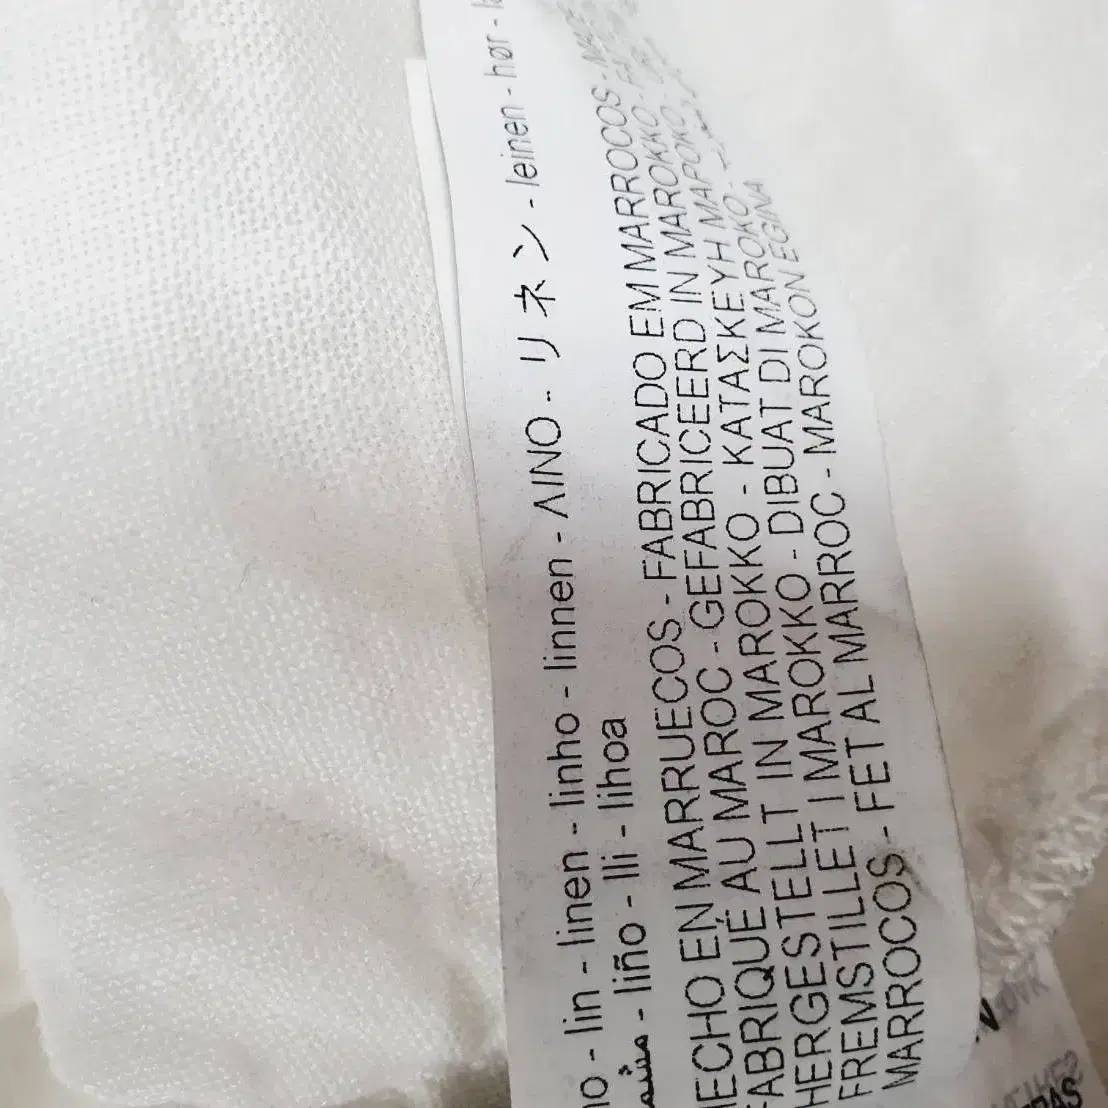 lin - linen - linho - linnen - ΛΙΝΟ - リネン - leinen - hør -
liño - lli - lihoa
HECHO EN MARRUECOS - FABRICADO EM MARROCOS -
FABRIQUÉ AU MAROC - GEFABRICEERD IN MAROKKO -
HERGESTELLT IN MAROKKO - ΚΑΤΑΣΚΕΥΗ ΜΑΡΟΚΟ -
FREMSTILLET I MAROKKO - DIBUAT DI MAROKO -
MARROCOS - FET AL MARROC - MAROKON EGINA